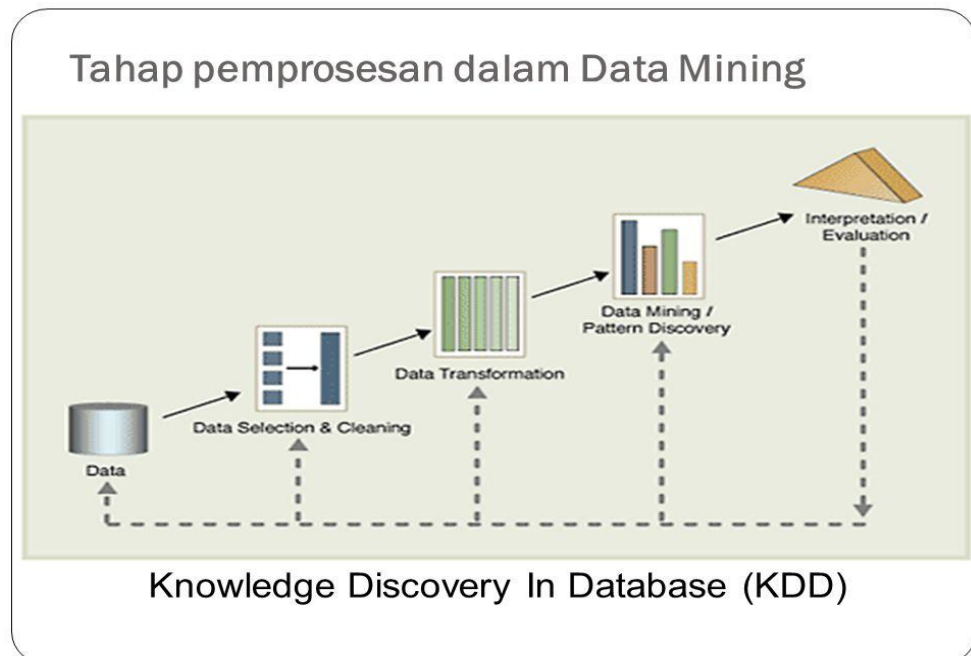 Tahap pemprosesan dalam Data Mining
Interpretation /
Evaluation
Data Mining /
Pattern Discovery
Data Transformation
Data Selection & Cleaning
Data
Knowledge Discovery In Database (KDD)